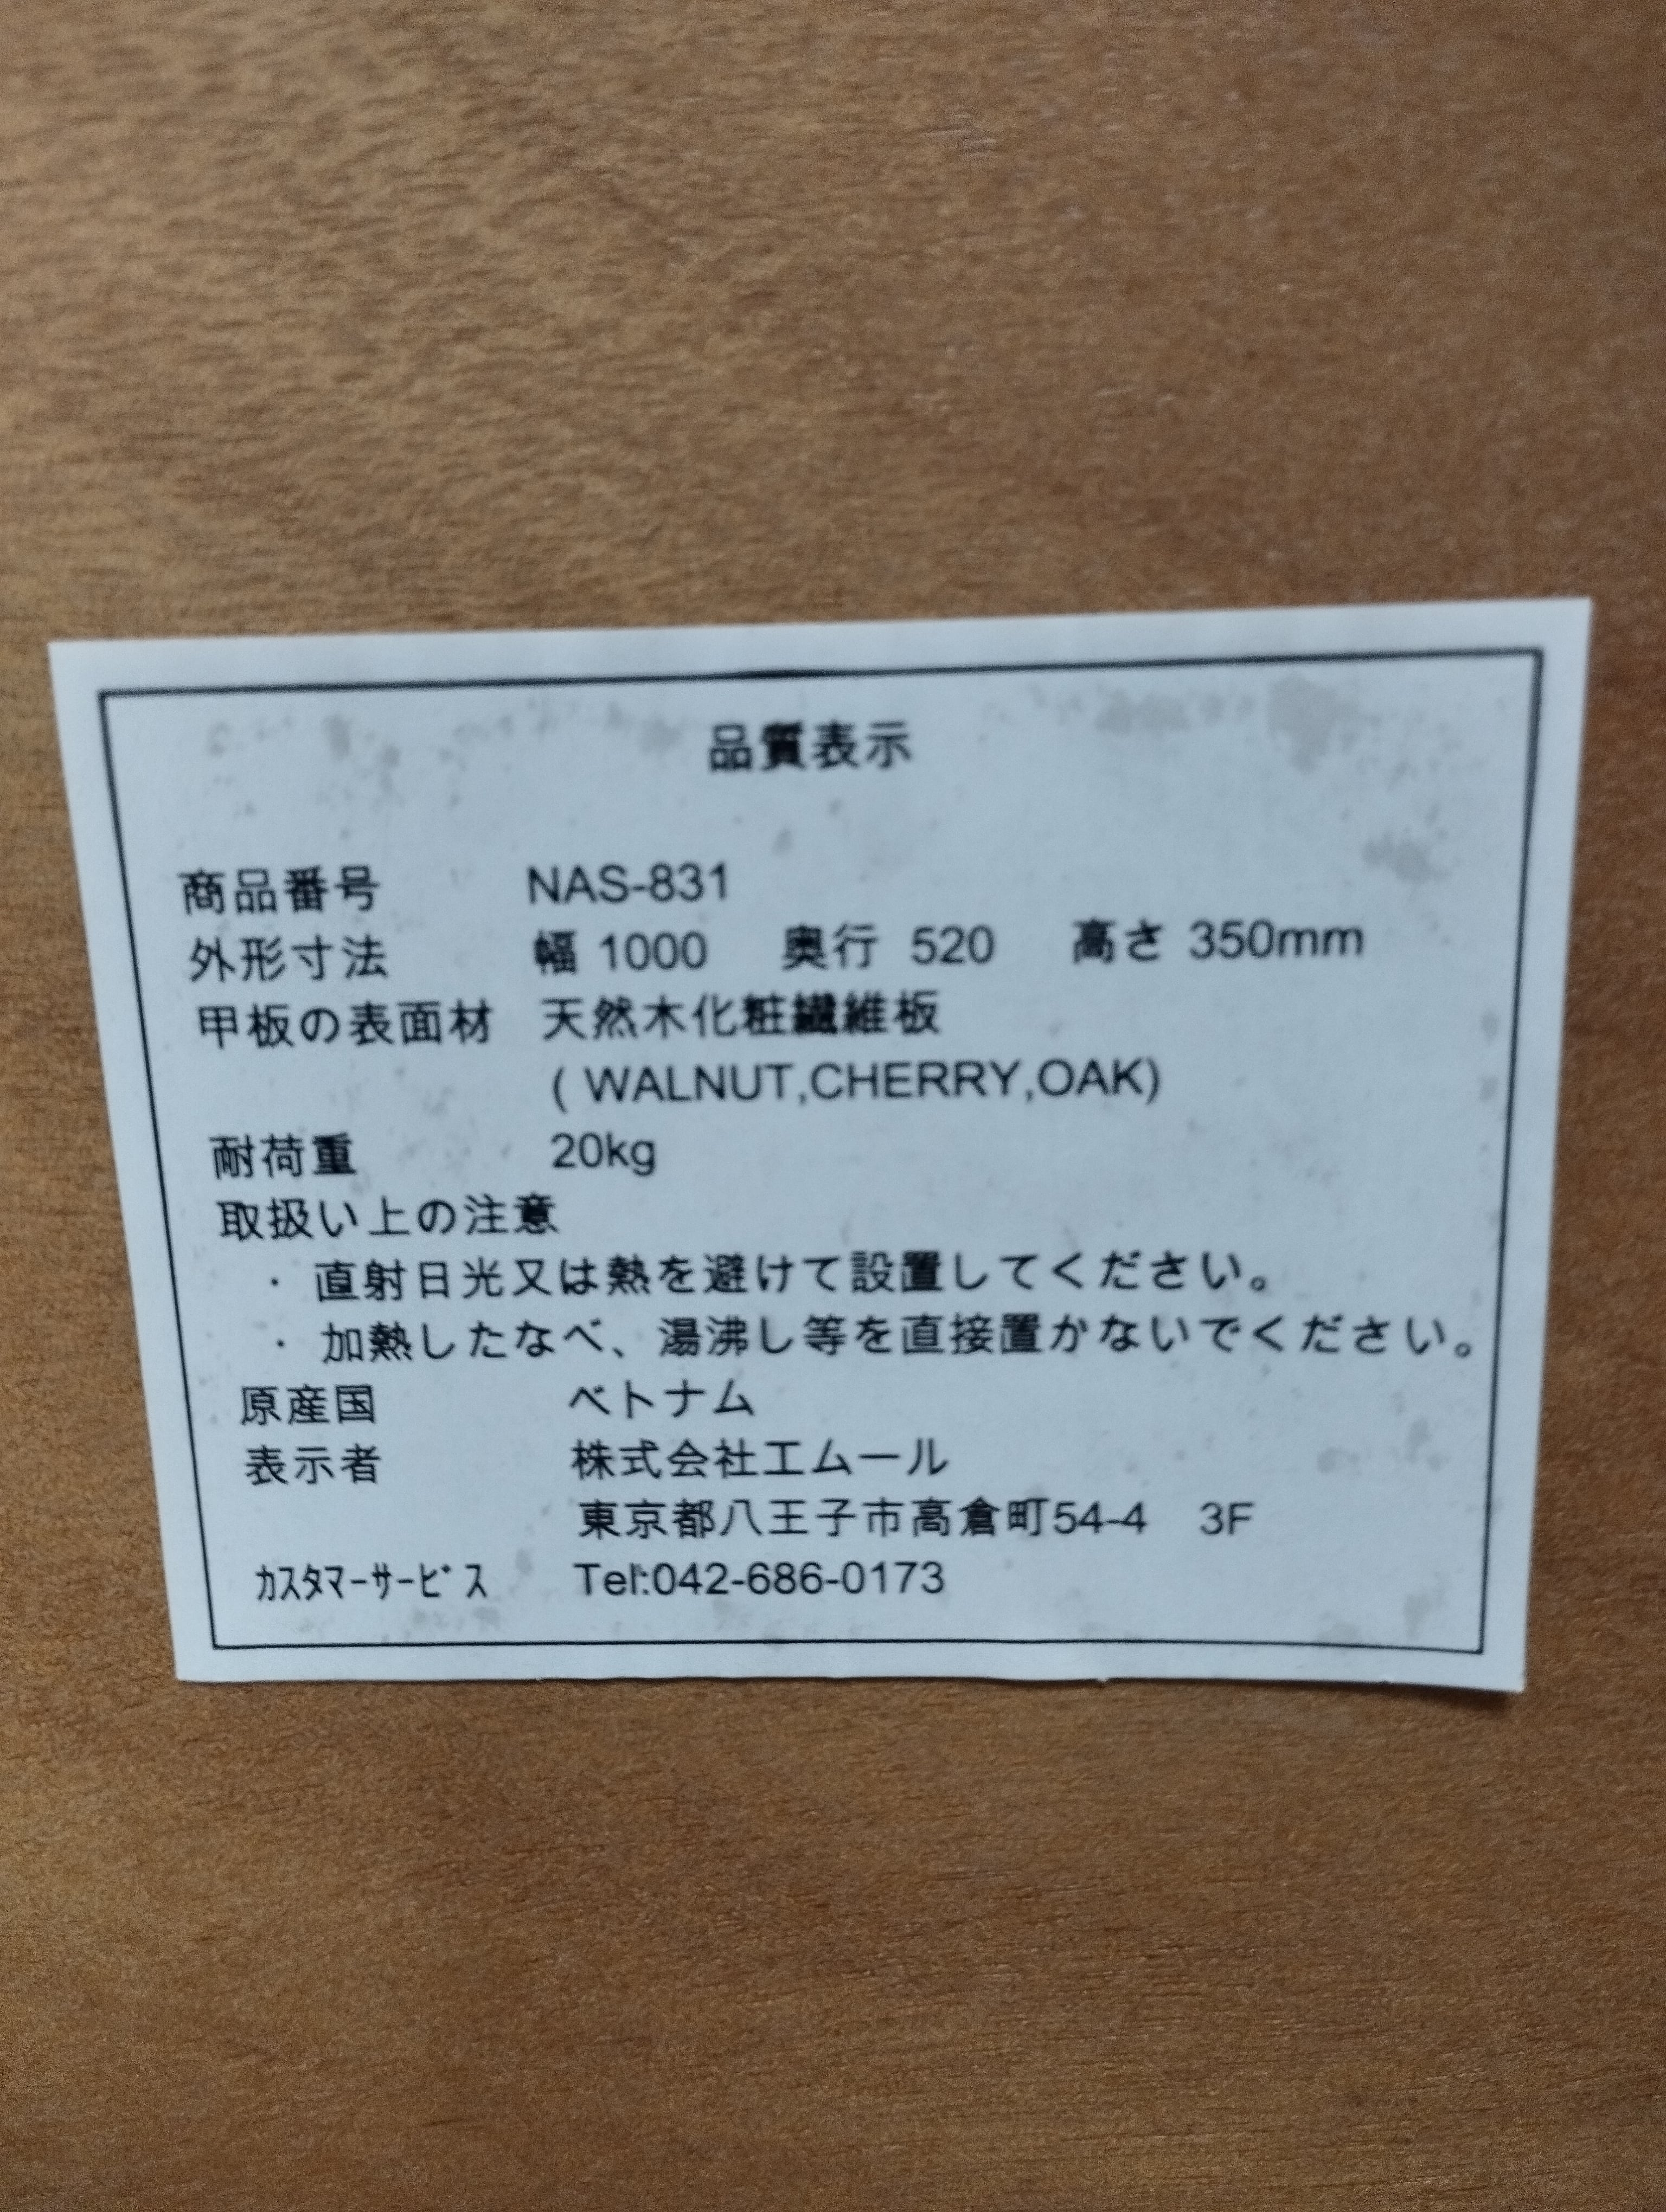 品質表示
商品番号 NAS-831
外形寸法 幅 1000 奥行 520 高さ 350mm
甲板の表面材 天然木化粧繊維板
( WALNUT,CHERRY,OAK)
耐荷重 20kg
取扱い上の注意
・ 直射日光又は熱を避けて設置してください。
・ 加熱したなべ、湯沸し等を直接置かないでください。
原産国 ベトナム
表示者 株式会社エムール
東京都八王子市高倉町54-4 3F
ｶｽﾀﾏｰｻｰﾋﾞｽ Tel:042-686-0173